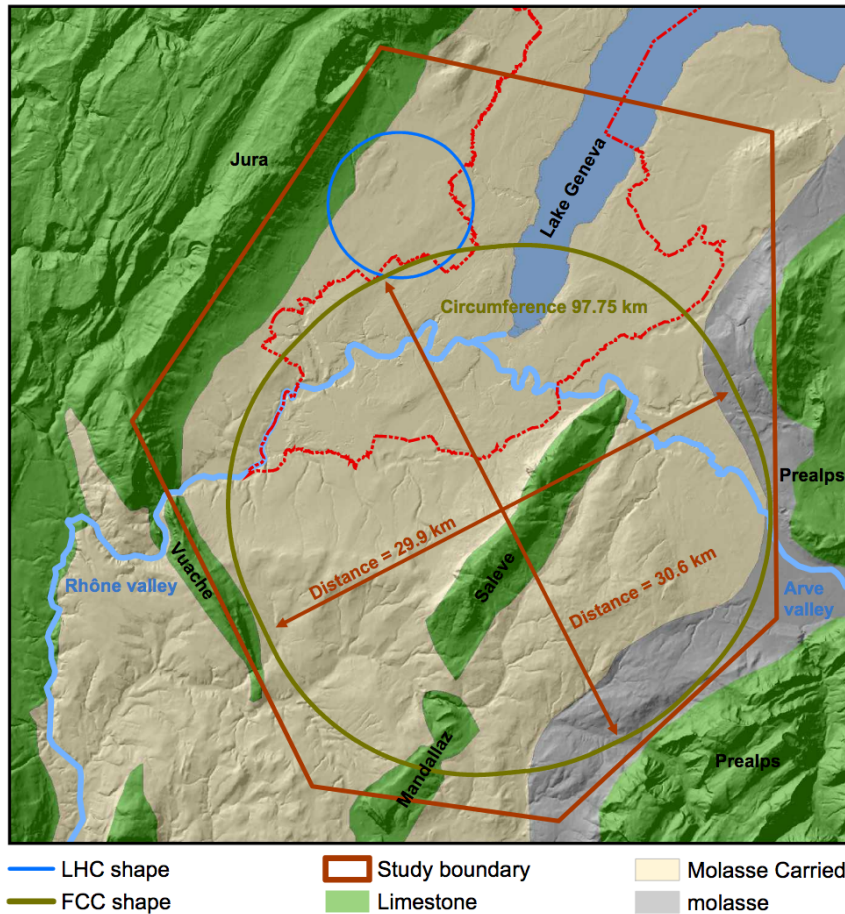 Jura
Lake Geneva
Circumference 97.75 km
Prealps
Distance = 29.9 km
Distance = 30.6 km
Saleve
Vuache
Rhône valley
Arve
valley
Mandallaz
Prealps
LHC shape
Study boundary
Molasse Carried
FCC shape
Limestone
molasse